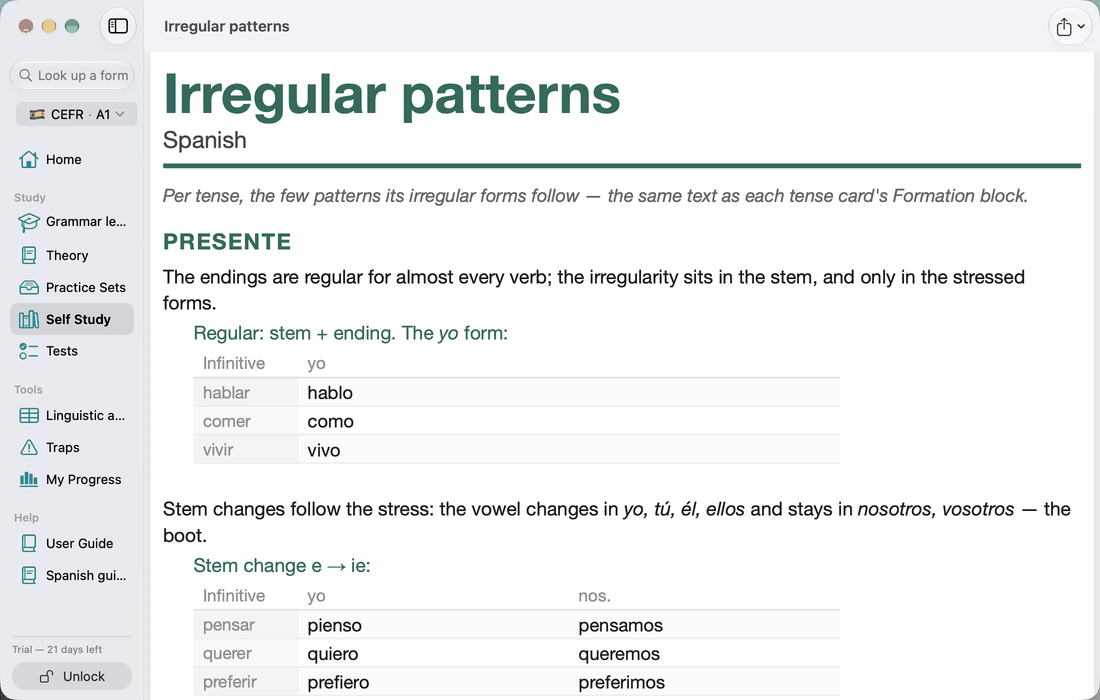 Irregular patterns
Look up a form
CEFR · A1
Home
Study
Grammar le...
Theory
Practice Sets
Self Study
Tests
Tools
Linguistic a...
Traps
My Progress
Help
User Guide
Spanish gui...
Trial — 21 days left
Unlock
Irregular patterns
Spanish
Per tense, the few patterns its irregular forms follow — the same text as each tense card's Formation block.
PRESENTE
The endings are regular for almost every verb; the irregularity sits in the stem, and only in the stressed
forms.
Regular: stem + ending. The yo form:
Infinitive yo
hablar hablo
comer como
vivir vivo
Stem changes follow the stress: the vowel changes in yo, tú, él, ellos and stays in nosotros, vosotros — the
boot.
Stem change e → ie:
Infinitive yo nos.
pensar pienso pensamos
querer quiero queremos
preferir prefiero preferimos